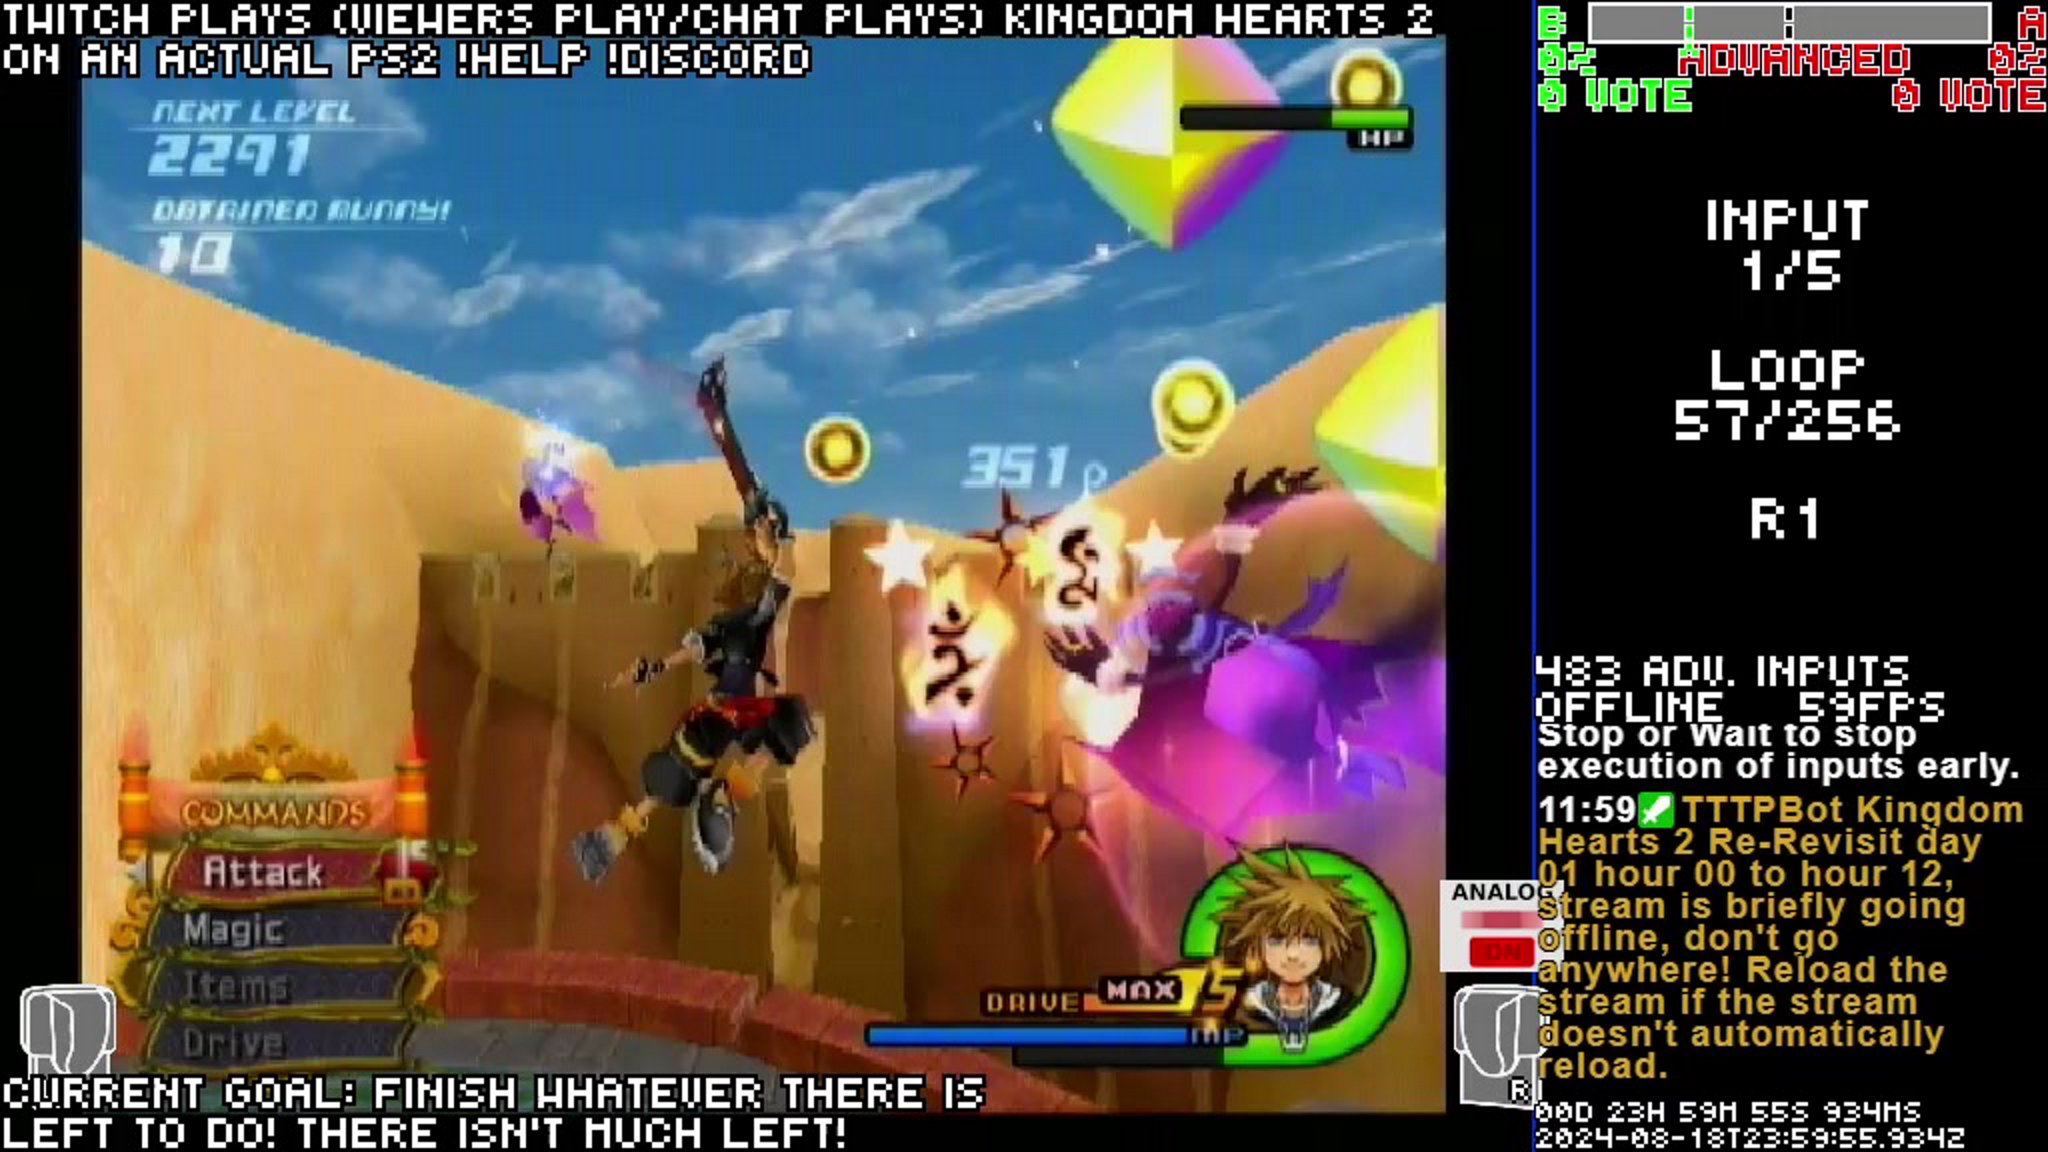 TWITCH PLAYS (VIEWERS PLAY/CHAT PLAYS) KINGDOM HEARTS 2
ON AN ACTUAL PS2 !HELP !DISCORD
NEXT LEVEL
2291
OBTAINED MUNNY!
10
HP
351
COMMANDS
Attack
Magic
Items
Drive
DRIVE MAX 5
MP
CURRENT GOAL: FINISH WHATEVER THERE IS
LEFT TO DO! THERE ISN'T MUCH LEFT!
B A
0% ADVANCED 0%
0 VOTE 0 VOTE
INPUT
1/5
LOOP
57/256
R1
483 ADV. INPUTS
OFFLINE 59FPS
Stop or Wait to stop
execution of inputs early.
11:59 TTTPBot Kingdom
Hearts 2 Re-Revisit day
01 hour 00 to hour 12,
stream is briefly going
offline, don't go
anywhere! Reload the
stream if the stream
doesn't automatically
reload.
ANALOG
ON
R1
00D 23H 59M 55S 934MS
2024-08-18T23:59:55.934Z